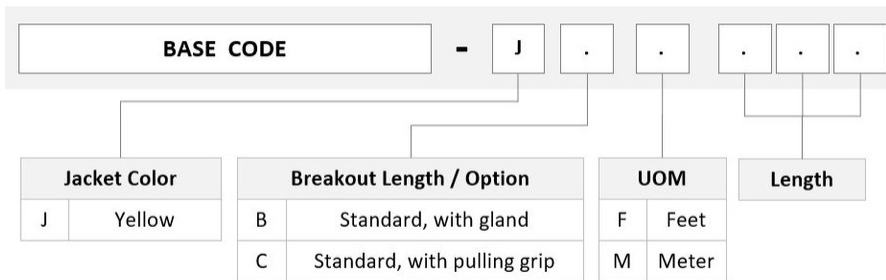 BASE CODE - J . . . . .
Jacket Color
J Yellow
Breakout Length / Option
B Standard, with gland
C Standard, with pulling grip
UOM
F Feet
M Meter
Length